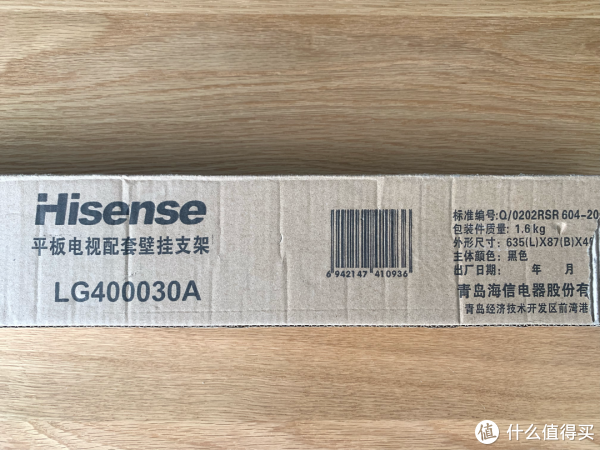 Hisense
平板电视配套壁挂支架
LG400030A
6 942147 410936
标准编号:Q/0202RSR 604-20
包装件质量: 1.6 kg
外形尺寸: 635(L)X87(B)X4
主体颜色: 黑色
出厂日期: 年 月
青岛海信电器股份有
青岛经济技术开发区前湾港
值 什么值得买